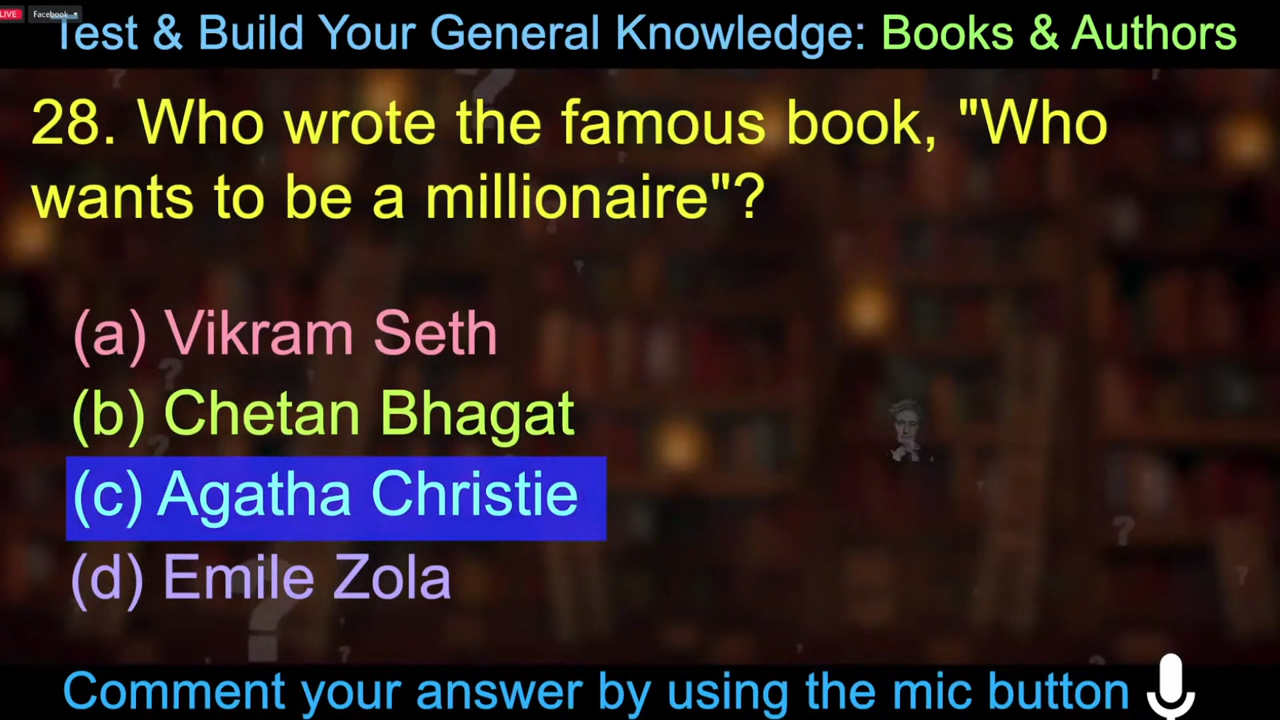 LIVE Facebook
Test & Build Your General Knowledge: Books & Authors
28. Who wrote the famous book, "Who
wants to be a millionaire"?
(a) Vikram Seth
(b) Chetan Bhagat
(c) Agatha Christie
(d) Emile Zola
Comment your answer by using the mic button